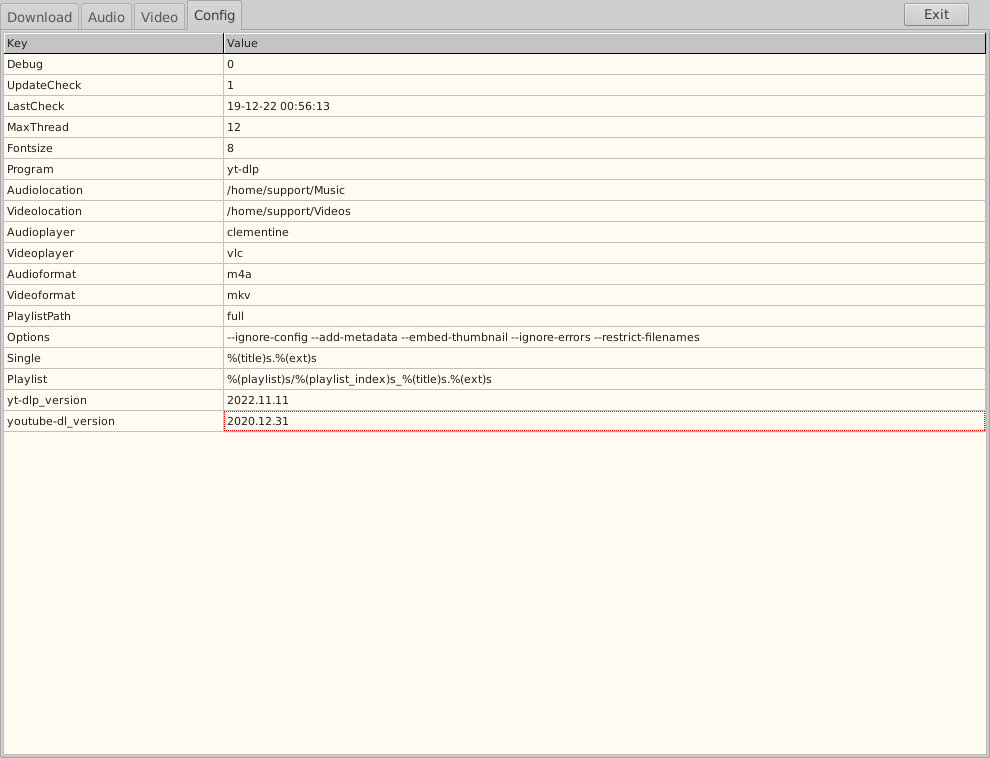 Download Audio Video Config Exit
Key Value
Debug 0
UpdateCheck 1
LastCheck 19-12-22 00:56:13
MaxThread 12
Fontsize 8
Program yt-dlp
Audiolocation /home/support/Music
Videolocation /home/support/Videos
Audioplayer clementine
Videoplayer vlc
Audioformat m4a
Videoformat mkv
PlaylistPath full
Options --ignore-config --add-metadata --embed-thumbnail --ignore-errors --restrict-filenames
Single %(title)s.%(ext)s
Playlist %(playlist)s/%(playlist_index)s_%(title)s.%(ext)s
yt-dlp_version 2022.11.11
youtube-dl_version 2020.12.31